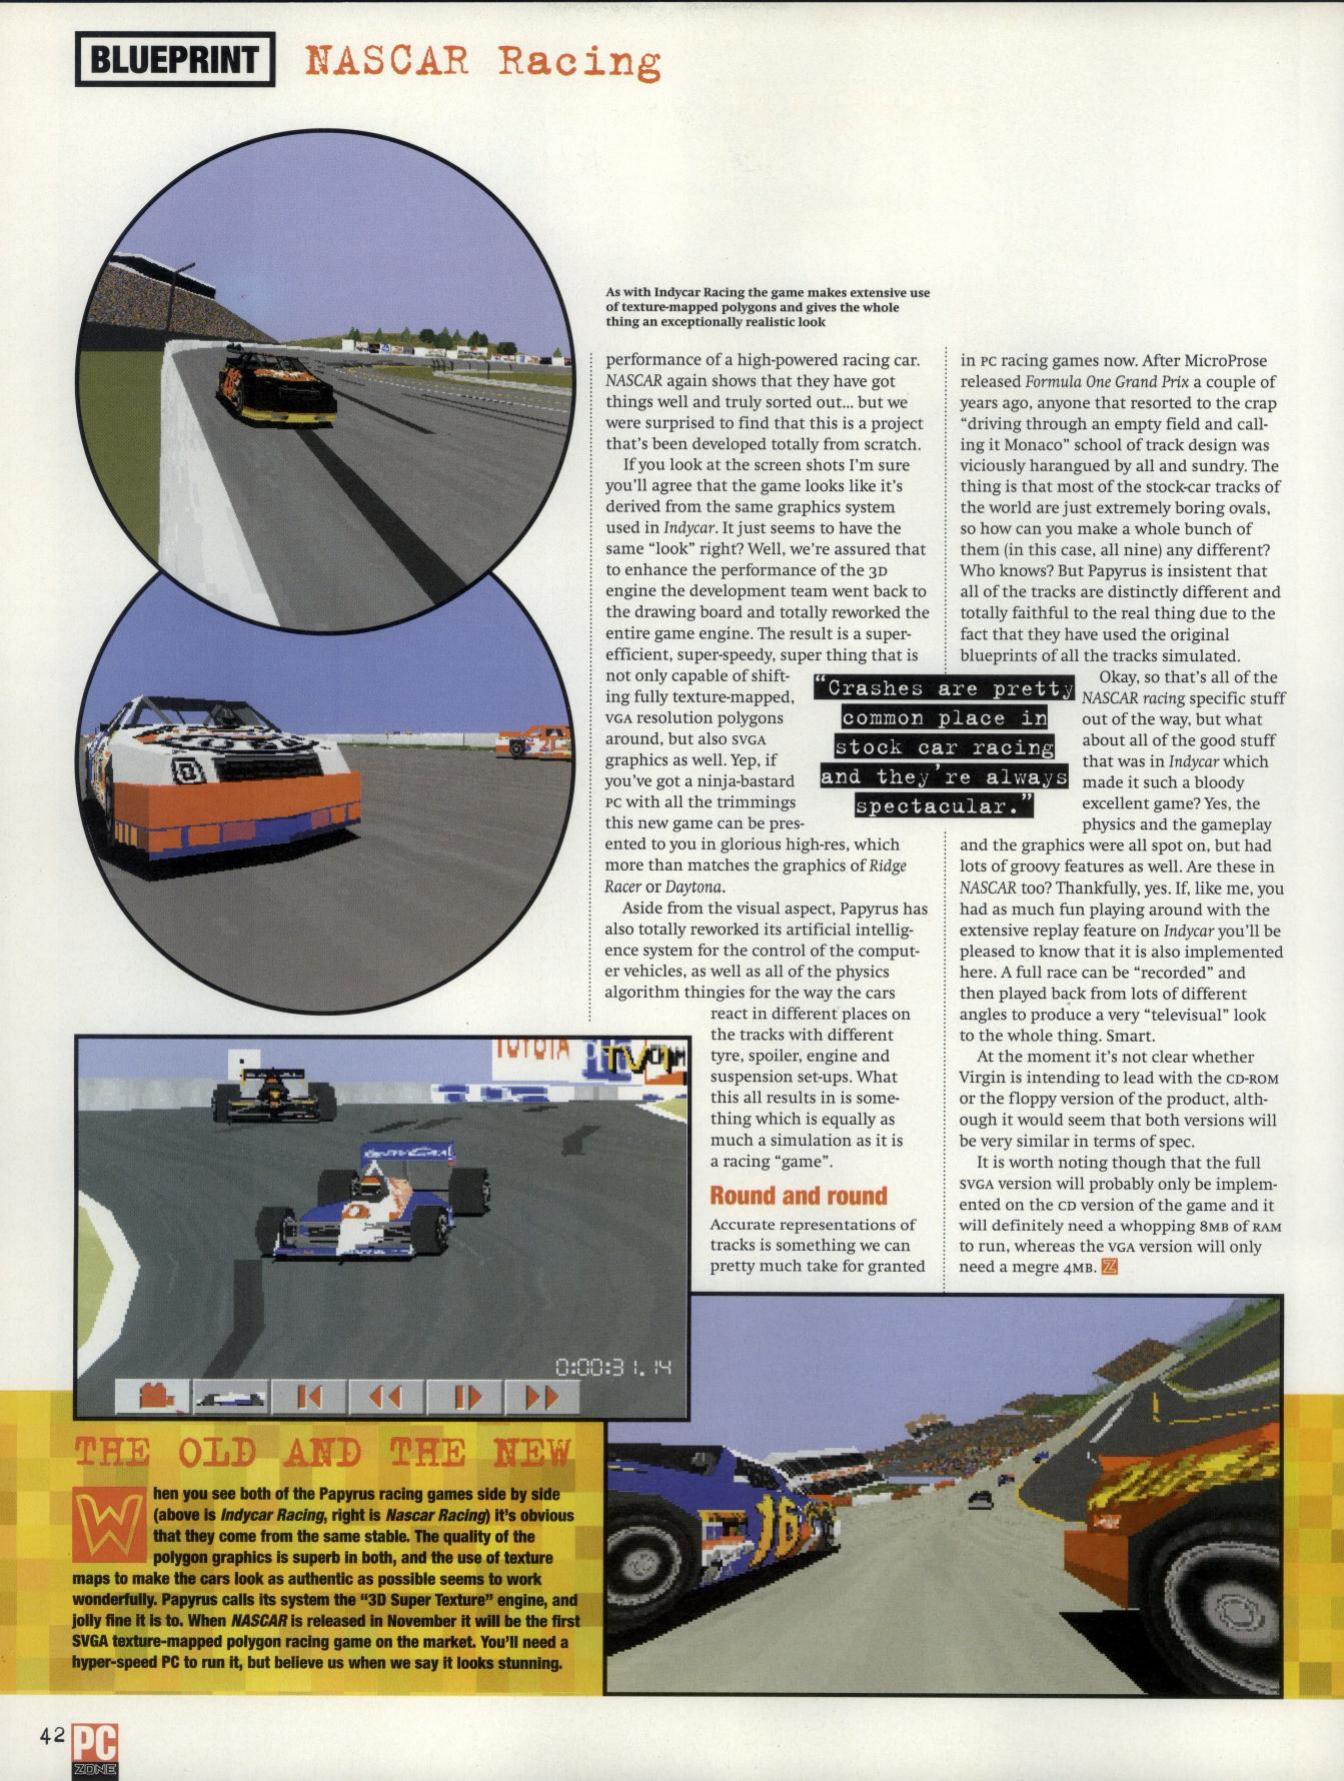 BLUEPRINT NASCAR Racing
As with Indycar Racing the game makes extensive use
of texture-mapped polygons and gives the whole
thing an exceptionally realistic look
performance of a high-powered racing car.
NASCAR again shows that they have got
things well and truly sorted out... but we
were surprised to find that this is a project
that's been developed totally from scratch.
If you look at the screen shots I'm sure
you'll agree that the game looks like it's
derived from the same graphics system
used in Indycar. It just seems to have the
same "look" right? Well, we're assured that
to enhance the performance of the 3D
engine the development team went back to
the drawing board and totally reworked the
entire game engine. The result is a super-
efficient, super-speedy, super thing that is
not only capable of shift-
ing fully texture-mapped,
VGA resolution polygons
around, but also SVGA
graphics as well. Yep, if
you've got a ninja-bastard
PC with all the trimmings
this new game can be pres-
ented to you in glorious high-res, which
more than matches the graphics of Ridge
Racer or Daytona.
Aside from the visual aspect, Papyrus has
also totally reworked its artificial intellig-
ence system for the control of the comput-
er vehicles, as well as all of the physics
algorithm thingies for the way the cars
react in different places on
the tracks with different
tyre, spoiler, engine and
suspension set-ups. What
this all results in is some-
thing which is equally as
much a simulation as it is
a racing "game".
Round and round
Accurate representations of
tracks is something we can
pretty much take for granted
"Crashes are pretty
common place in
stock car racing
and they're always
spectacular."
in PC racing games now. After MicroProse
released Formula One Grand Prix a couple of
years ago, anyone that resorted to the crap
"driving through an empty field and call-
ing it Monaco" school of track design was
viciously harangued by all and sundry. The
thing is that most of the stock-car tracks of
the world are just extremely boring ovals,
so how can you make a whole bunch of
them (in this case, all nine) any different?
Who knows? But Papyrus is insistent that
all of the tracks are distinctly different and
totally faithful to the real thing due to the
fact that they have used the original
blueprints of all the tracks simulated.
Okay, so that's all of the
NASCAR racing specific stuff
out of the way, but what
about all of the good stuff
that was in Indycar which
made it such a bloody
excellent game? Yes, the
physics and the gameplay
and the graphics were all spot on, but had
lots of groovy features as well. Are these in
NASCAR too? Thankfully, yes. If, like me, you
had as much fun playing around with the
extensive replay feature on Indycar you'll be
pleased to know that it is also implemented
here. A full race can be "recorded" and
then played back from lots of different
angles to produce a very "televisual" look
to the whole thing. Smart.
At the moment it's not clear whether
Virgin is intending to lead with the CD-ROM
or the floppy version of the product, alth-
ough it would seem that both versions will
be very similar in terms of spec.
It is worth noting though that the full
SVGA version will probably only be implem-
ented on the CD version of the game and it
will definitely need a whopping 8MB of RAM
to run, whereas the VGA version will only
need a megre 4MB. Z
TOYOTA TV1
0:00:31.14
16
THE OLD AND THE NEW
When you see both of the Papyrus racing games side by side
(above is Indycar Racing, right is Nascar Racing) it's obvious
that they come from the same stable. The quality of the
polygon graphics is superb in both, and the use of texture
maps to make the cars look as authentic as possible seems to work
wonderfully. Papyrus calls its system the "3D Super Texture" engine, and
jolly fine it is to. When NASCAR is released in November it will be the first
SVGA texture-mapped polygon racing game on the market. You'll need a
hyper-speed PC to run it, but believe us when we say it looks stunning.
42 PC
ZONE